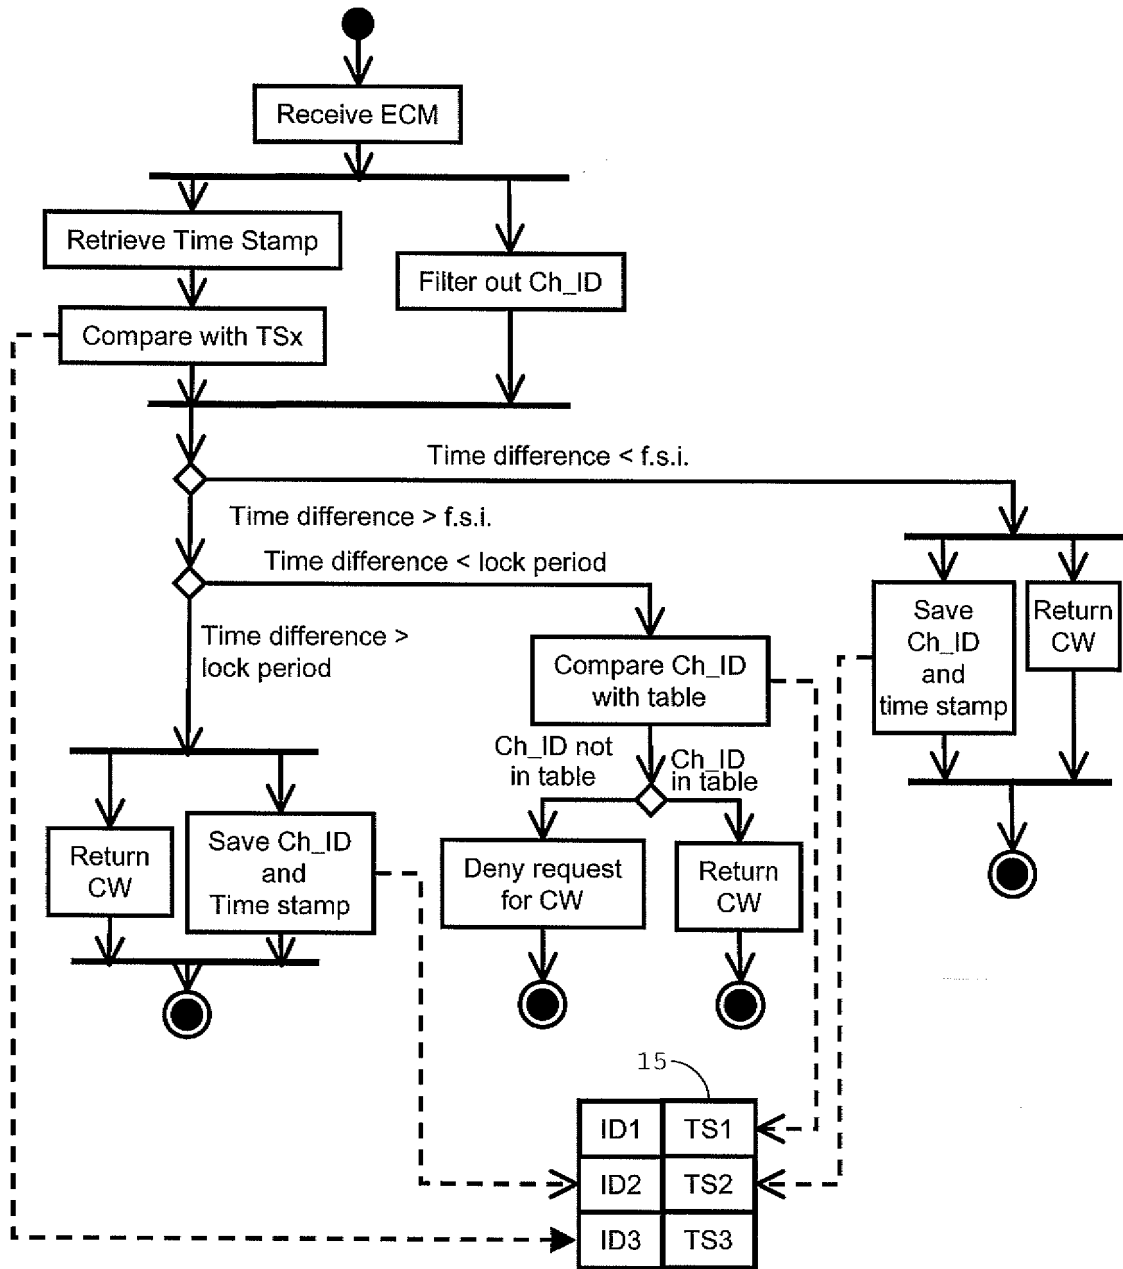 Receive ECM
Retrieve Time Stamp
Filter out Ch_ID
Compare with TSx
Time difference < f.s.i.
Time difference > f.s.i.
Time difference < lock period
Time difference >
lock period
Save
Ch_ID
and
time stamp
Return
CW
Compare Ch_ID
with table
Ch_ID not
in table
Ch_ID
in table
Return
CW
Save Ch_ID
and
Time stamp
Deny request
for CW
Return
CW
15
ID1 TS1
ID2 TS2
ID3 TS3